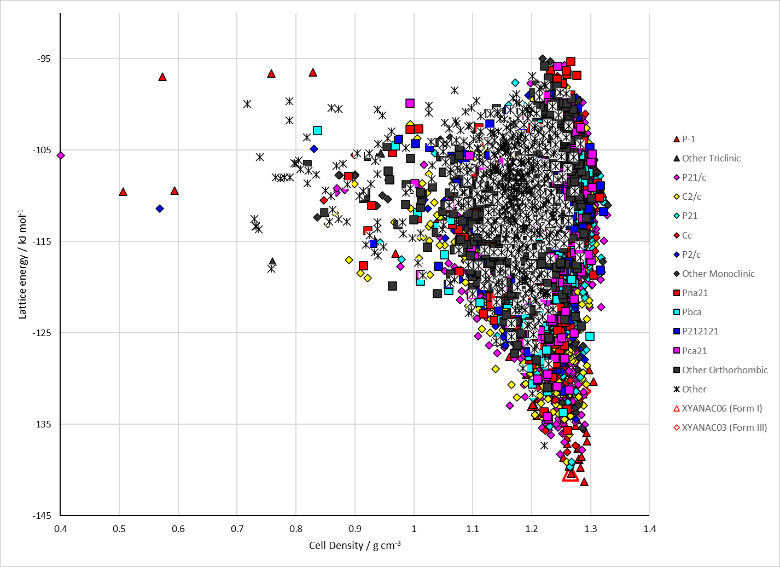 -95
-105
-115
-125
-135
-145
Lattice energy / kJ mol-1
0.4 0.5 0.6 0.7 0.8 0.9 1 1.1 1.2 1.3 1.4
Cell Density / g cm-3
P-1
Other Triclinic
P21/c
C2/c
P21
Cc
P2/c
Other Monoclinic
Pna21
Pbca
P212121
Pca21
Other Orthorhombic
Other
XYANAC06 (Form I)
XYANAC03 (Form III)